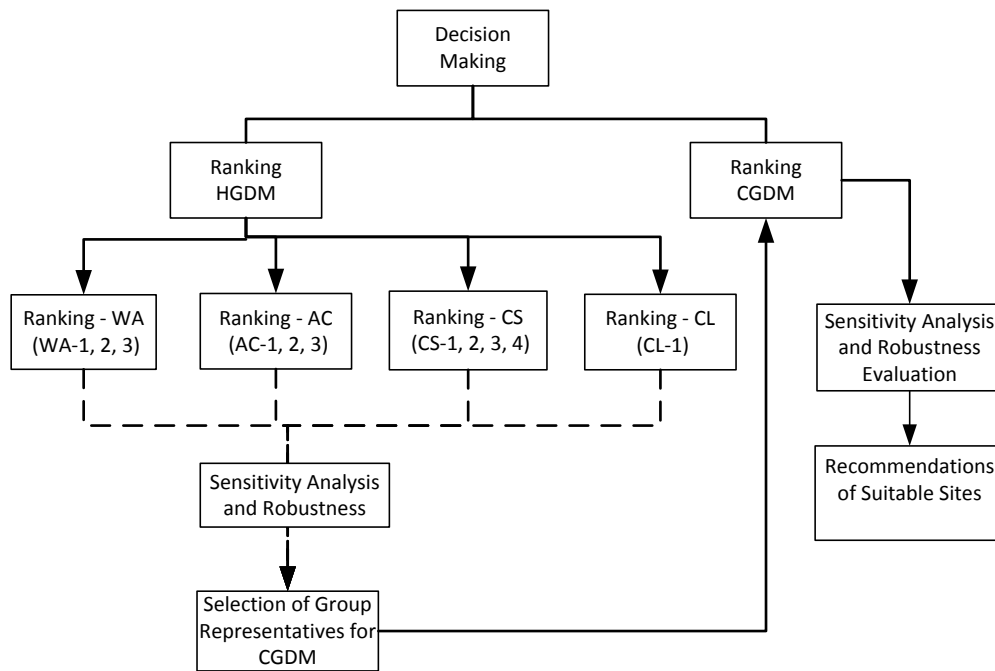 Decision
Making
Ranking
HGDM
Ranking
CGDM
Ranking - WA
(WA-1, 2, 3)
Ranking - AC
(AC-1, 2, 3)
Ranking - CS
(CS-1, 2, 3, 4)
Ranking - CL
(CL-1)
Sensitivity Analysis
and Robustness
Evaluation
Sensitivity Analysis
and Robustness
Recommendations
of Suitable Sites
Selection of Group
Representatives for
CGDM